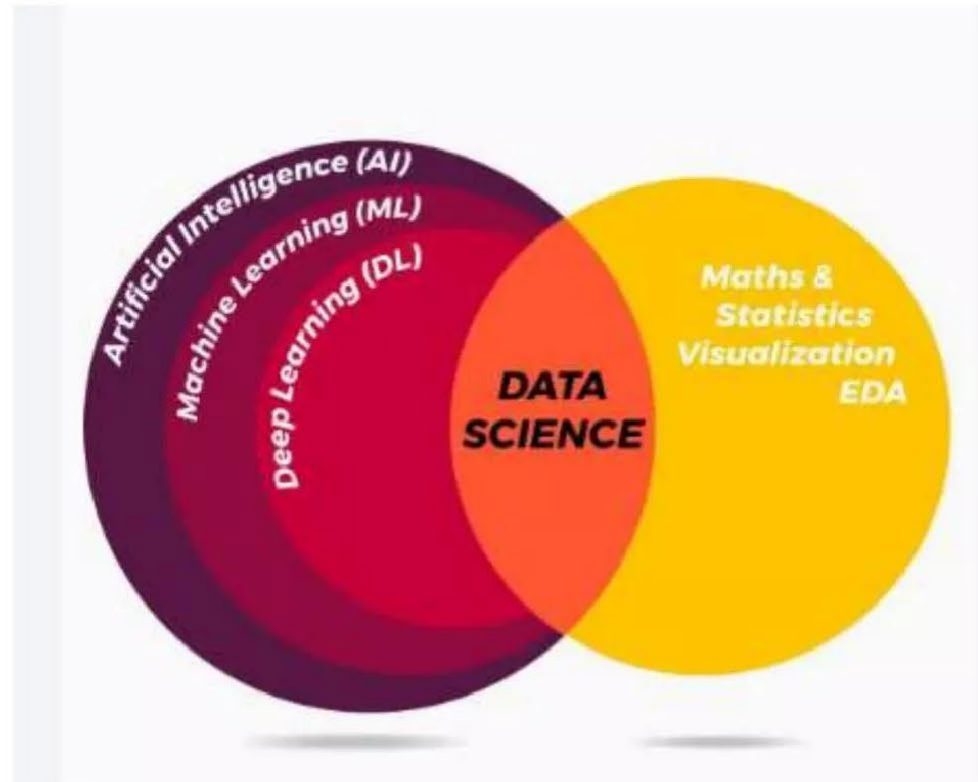 Artificial Intelligence (AI)
Machine Learning (ML)
Deep Learning (DL)
DATA
SCIENCE
Maths &
Statistics
Visualization
EDA